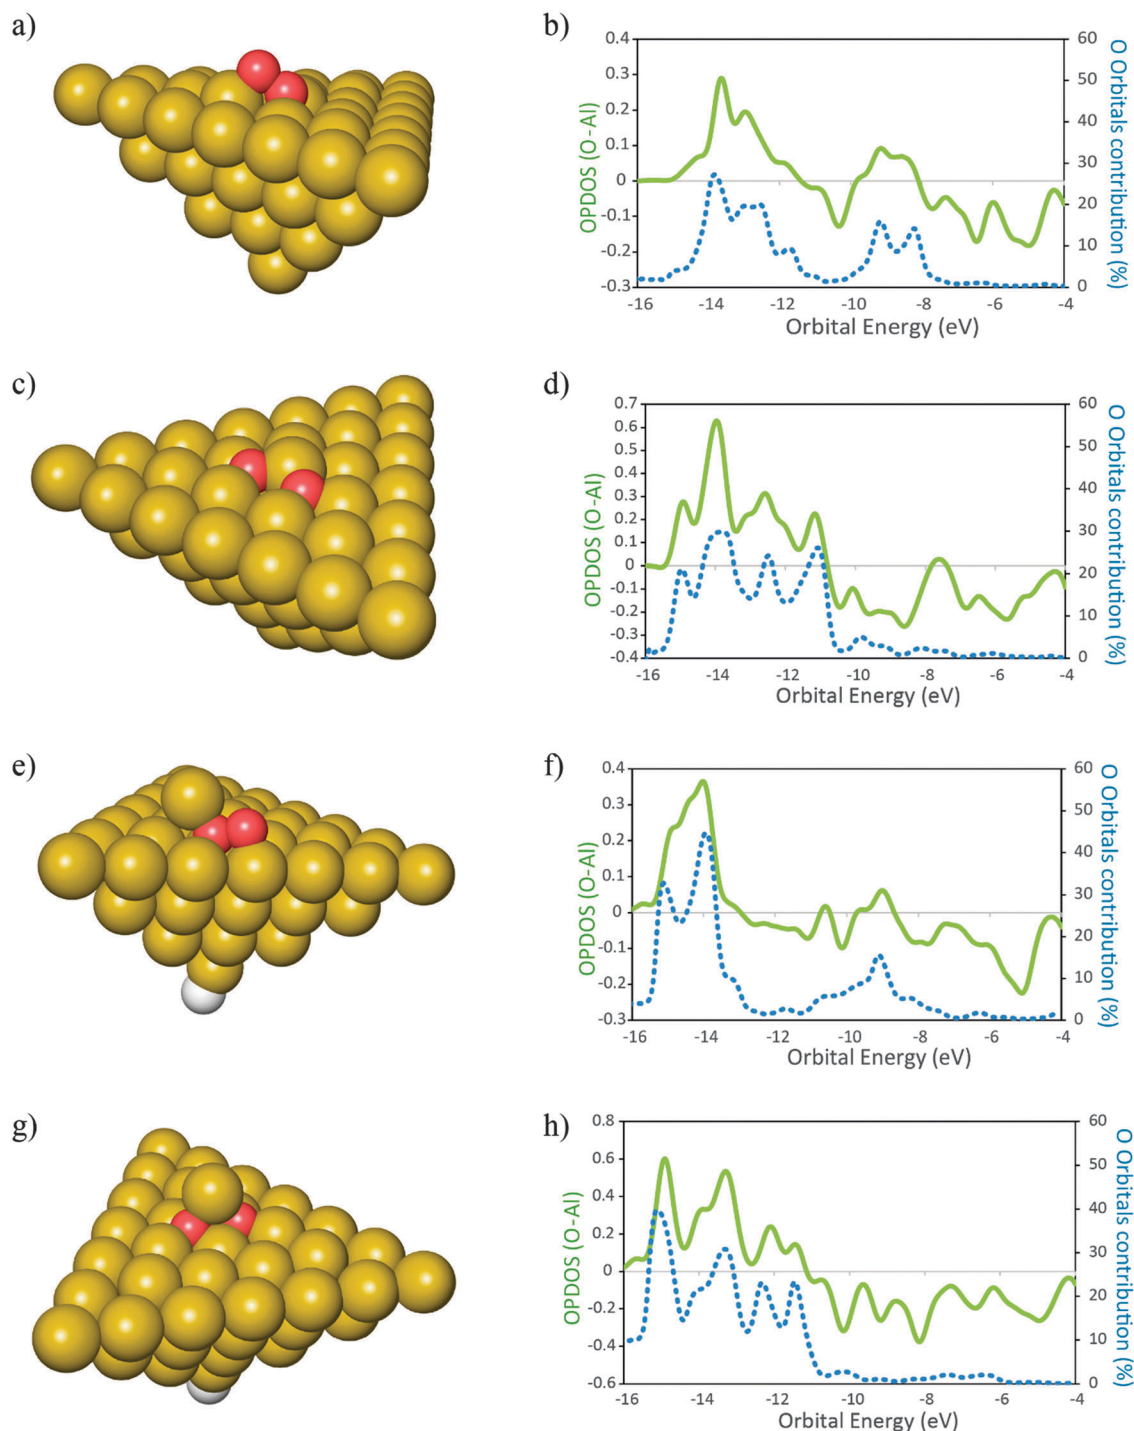 a)
b)
0.4
0.3
0.2
0.1
0
-0.1
-0.2
-0.3
OPDOS (O-Al)
60
50
40
30
20
10
0
O Orbitals contribution (%)
-16 -14 -12 -10 -8 -6 -4
Orbital Energy (eV)
c)
d)
0.7
0.6
0.5
0.4
0.3
0.2
0.1
0
-0.1
-0.2
-0.3
-0.4
OPDOS (O-Al)
60
50
40
30
20
10
0
O Orbitals contribution (%)
-16 -14 -12 -10 -8 -6 -4
Orbital Energy (eV)
e)
f)
0.4
0.3
0.2
0.1
0
-0.1
-0.2
-0.3
OPDOS (O-Al)
60
50
40
30
20
10
0
O Orbitals contribution (%)
-16 -14 -12 -10 -8 -6 -4
Orbital Energy (eV)
g)
h)
0.8
0.6
0.4
0.2
0
-0.2
-0.4
-0.6
OPDOS (O-Al)
60
50
40
30
20
10
0
O Orbitals contribution (%)
-16 -14 -12 -10 -8 -6 -4
Orbital Energy (eV)